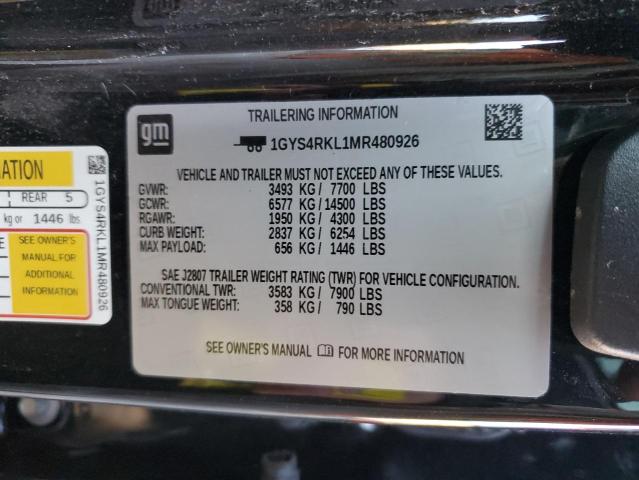 MATION
REAR 5
kg or 1446 lbs
SEE OWNER'S
MANUAL FOR
ADDITIONAL
INFORMATION
1GYS4RKL1MR480926
gm
TRAILERING INFORMATION
1GYS4RKL1MR480926
VEHICLE AND TRAILER MUST NOT EXCEED ANY OF THESE VALUES.
GVWR: 3493 KG/ 7700 LBS
GCWR: 6577 KG/14500 LBS
RGAWR: 1950 KG/ 4300 LBS
CURB WEIGHT: 2837 KG/ 6254 LBS
MAX PAYLOAD: 656 KG/ 1446 LBS
SAE J2807 TRAILER WEIGHT RATING (TWR) FOR VEHICLE CONFIGURATION.
CONVENTIONAL TWR: 3583 KG/ 7900 LBS
MAX TONGUE WEIGHT: 358 KG/ 790 LBS
SEE OWNER'S MANUAL FOR MORE INFORMATION